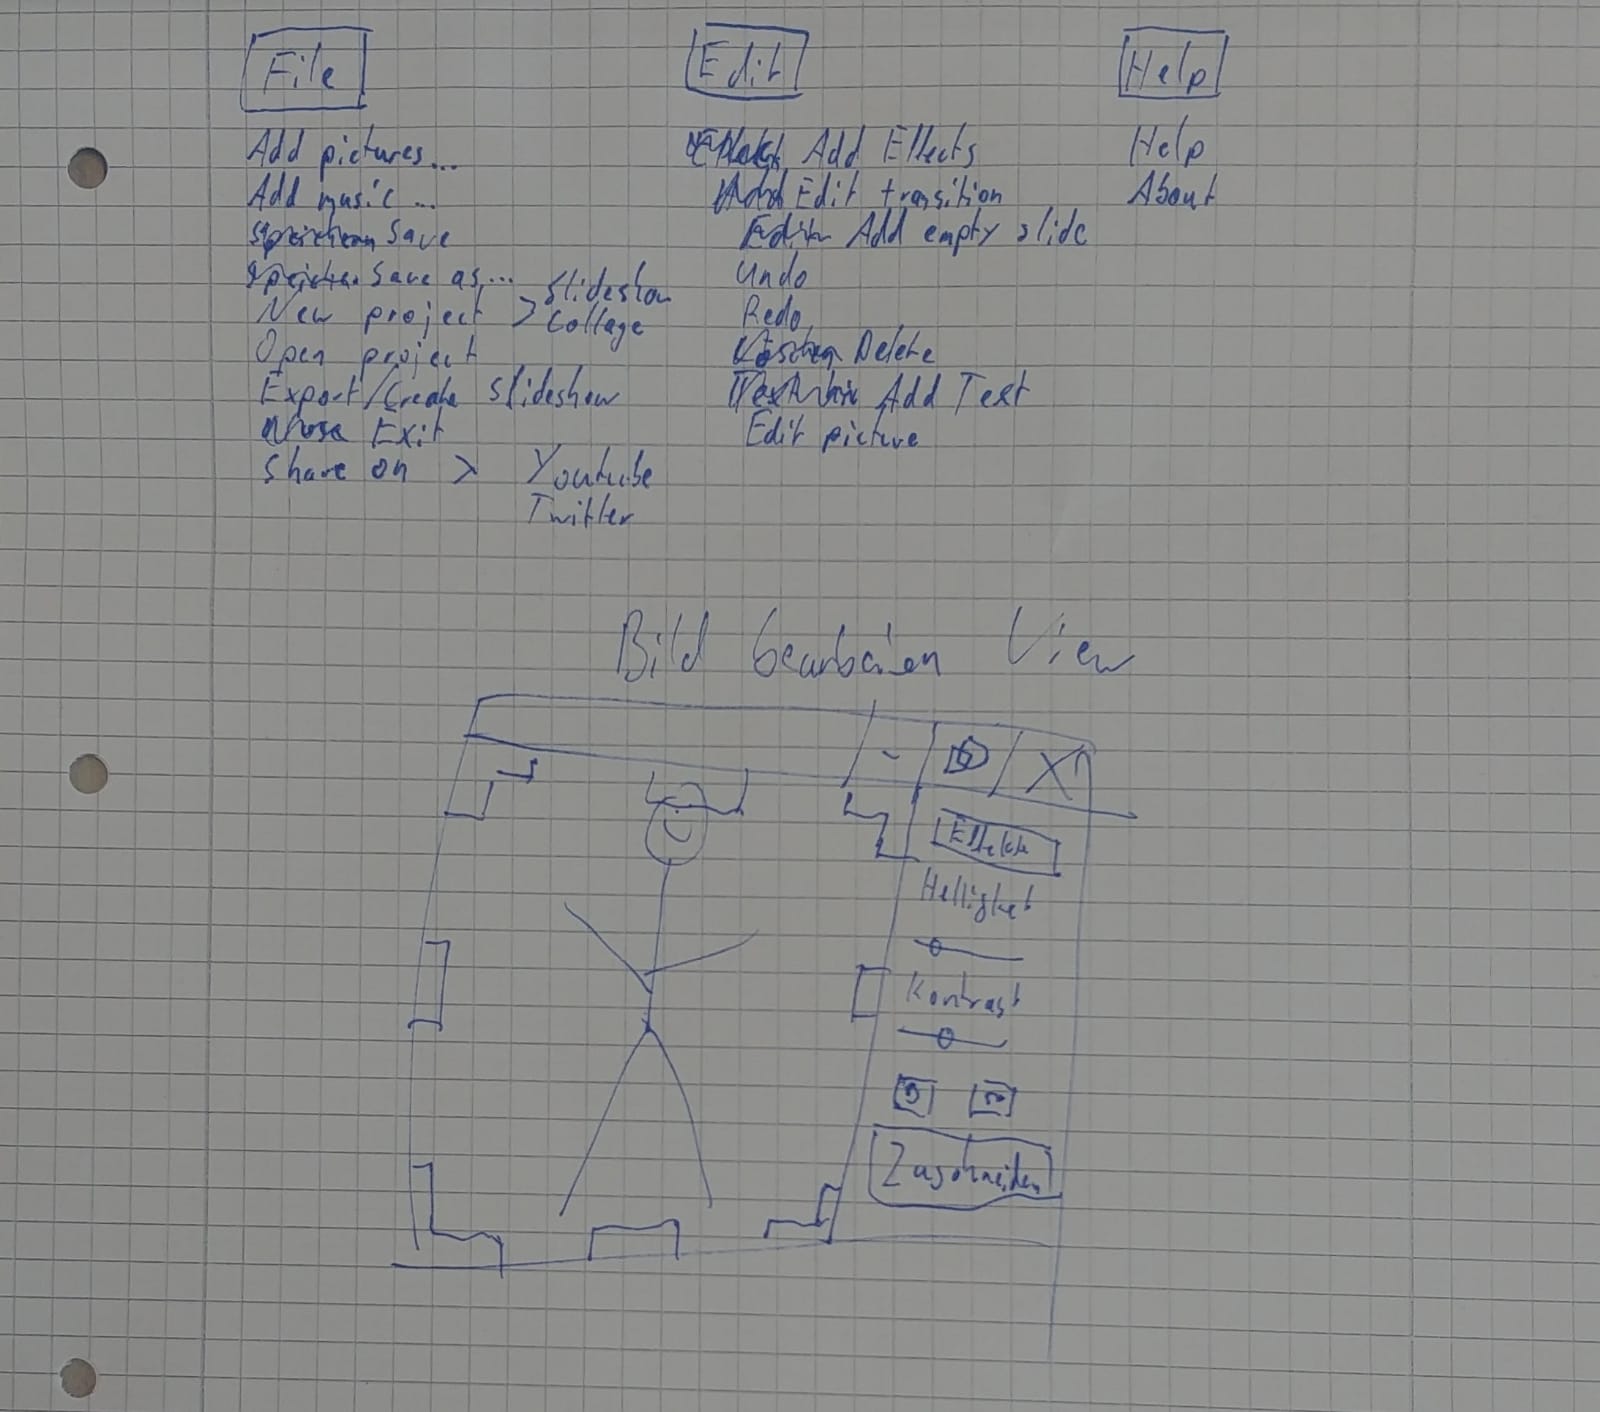 File
Add pictures...
Add music...
Speichern Save
Speichern Save as...
New project > Slideshow
Collage
Open project
Export/Create Slideshow
Close Exit
Share on > Youtube
Twitter
Edit
Add Effects
Add Edit transition
Edit Add empty slide
Undo
Redo
Löschen Delete
Add Text
Edit picture
Help
Help
About
Bild bearbeiten View
- X
Effekte
Helligkeit
Kontrast
Zuschneiden